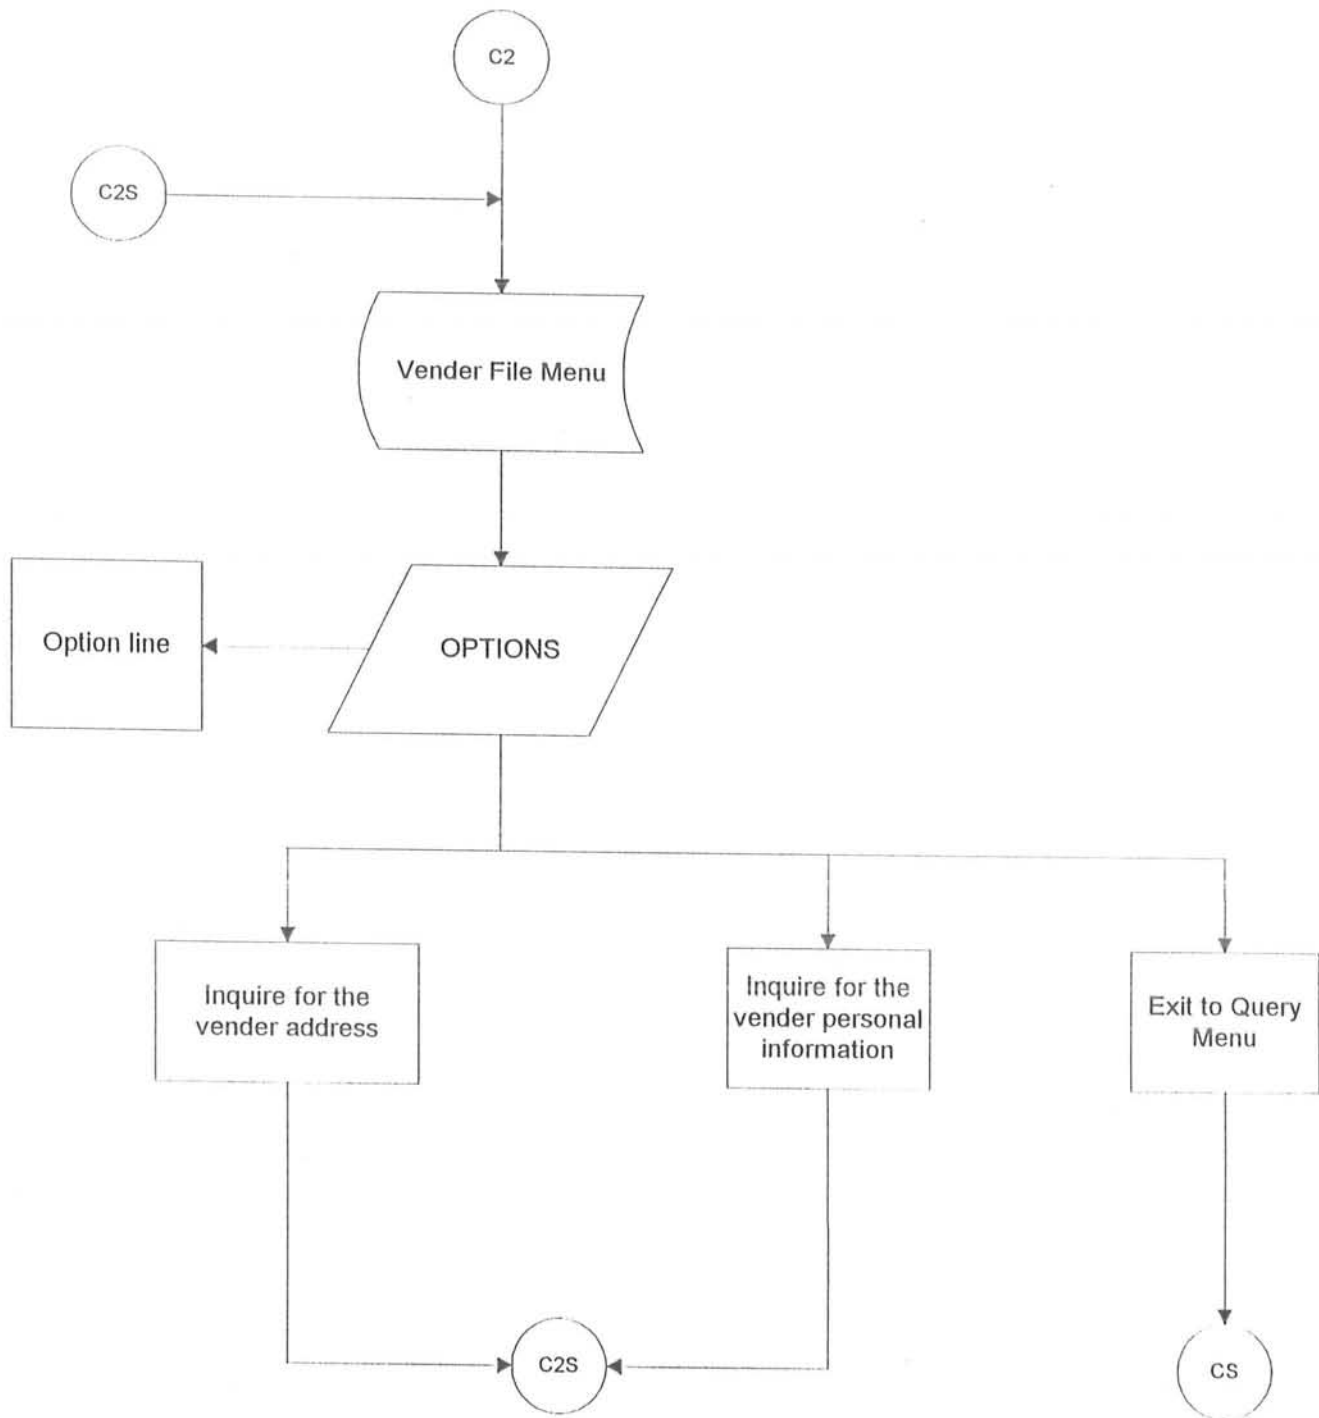 C2
C2S
Vender File Menu
Option line
OPTIONS
Inquire for the
vender address
Inquire for the
vender personal
information
Exit to Query
Menu
C2S
CS